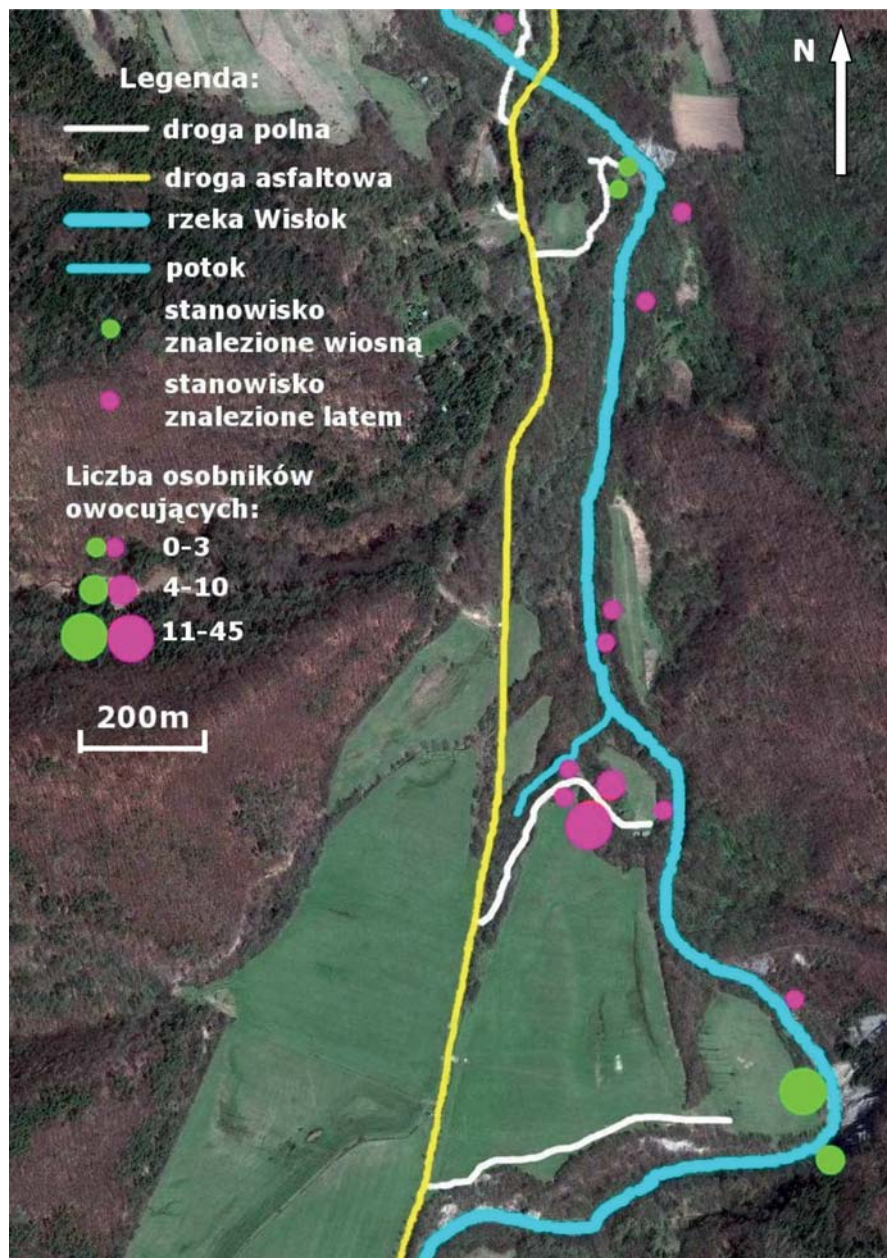 N
Legenda:
droga polna
droga asfaltowa
rzeka Wisłok
potok
stanowisko
znalezione wiosną
stanowisko
znalezione latem
Liczba osobników
owocujących:
0-3
4-10
11-45
200m